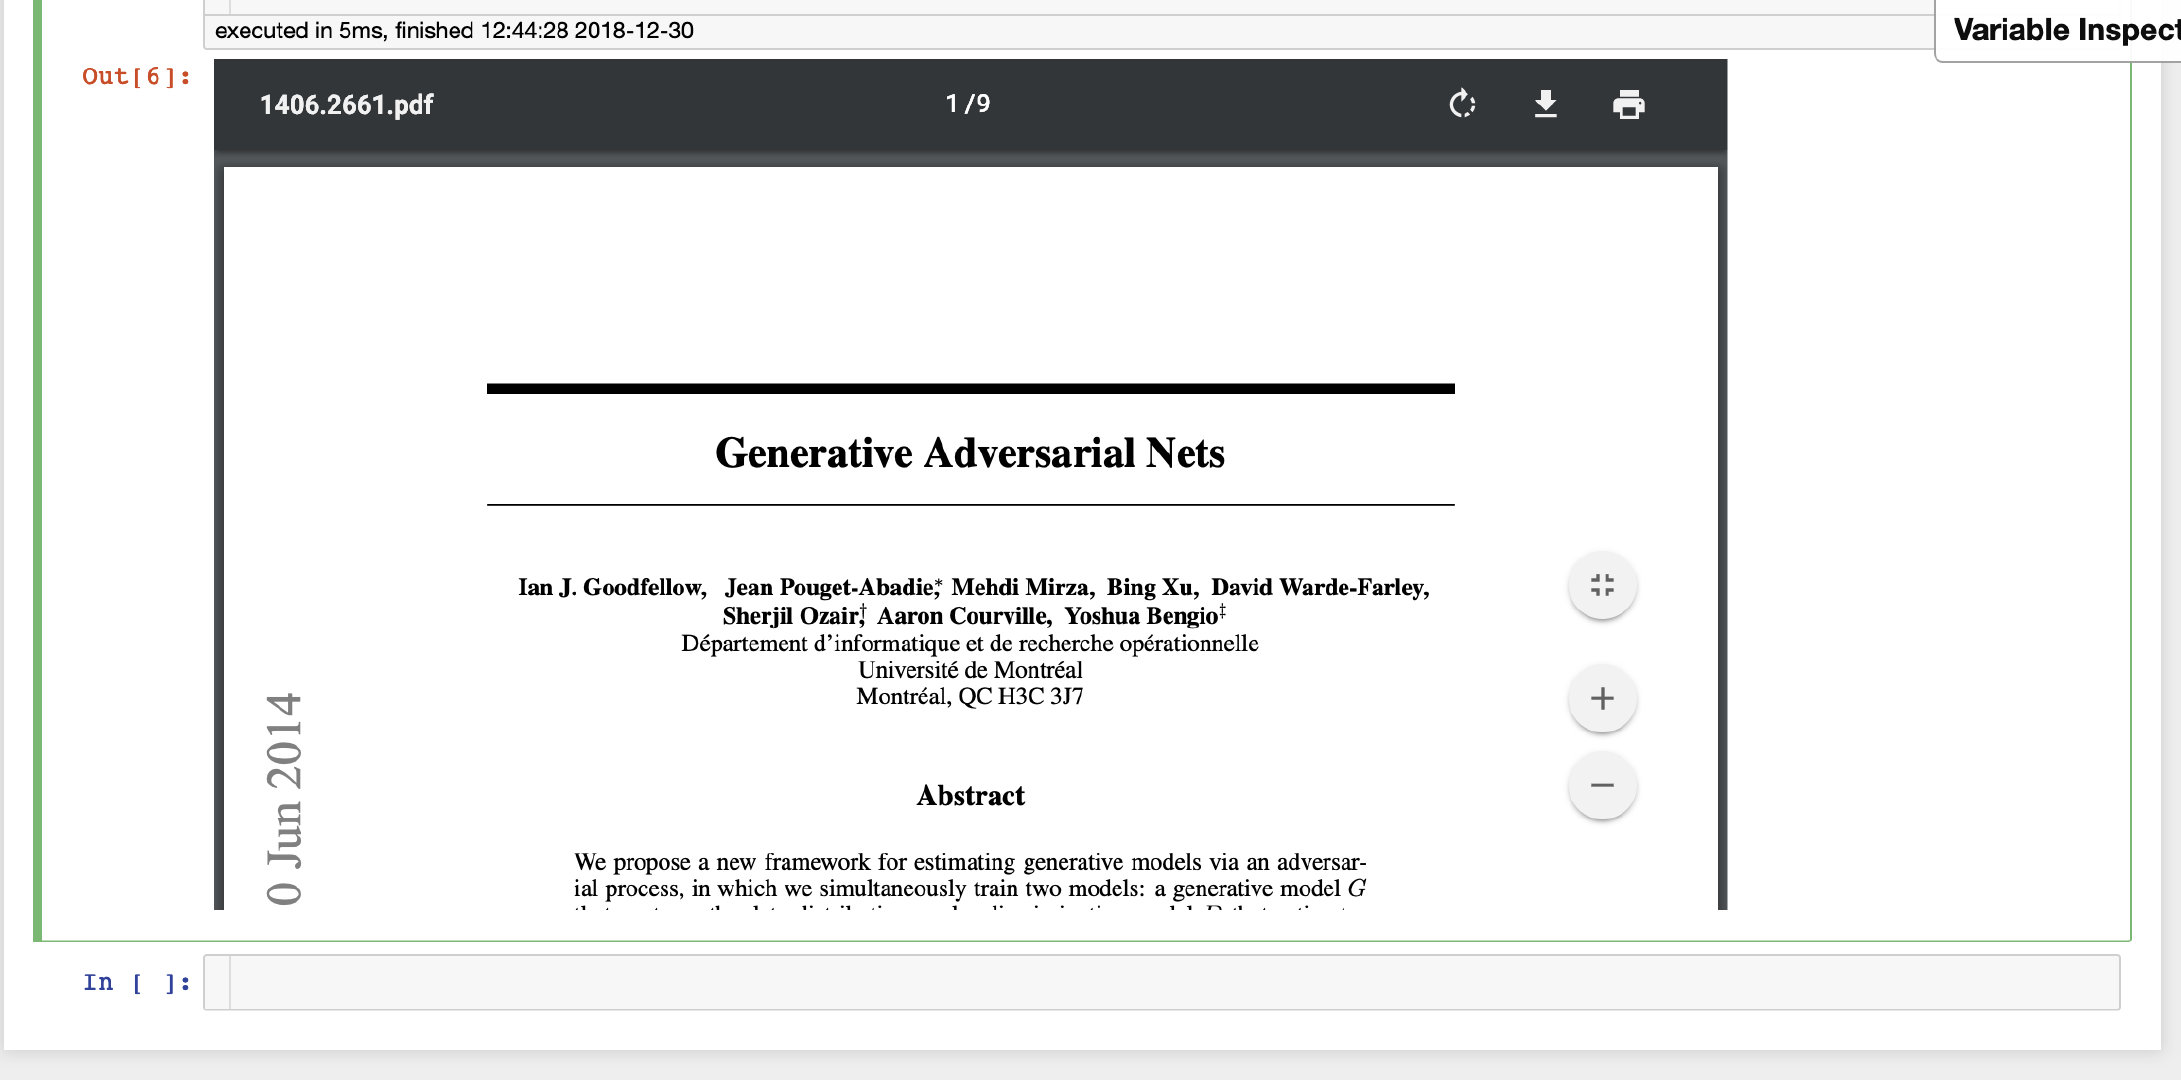 executed in 5ms, finished 12:44:28 2018-12-30
Variable Inspect
Out[6]:
1406.2661.pdf
1 / 9
Generative Adversarial Nets
Ian J. Goodfellow, Jean Pouget-Abadie,* Mehdi Mirza, Bing Xu, David Warde-Farley,
Sherjil Ozair,† Aaron Courville, Yoshua Bengio‡
Département d'informatique et de recherche opérationnelle
Université de Montréal
Montréal, QC H3C 3J7
0 Jun 2014
Abstract
We propose a new framework for estimating generative models via an adversar-
ial process, in which we simultaneously train two models: a generative model G
In [ ]: